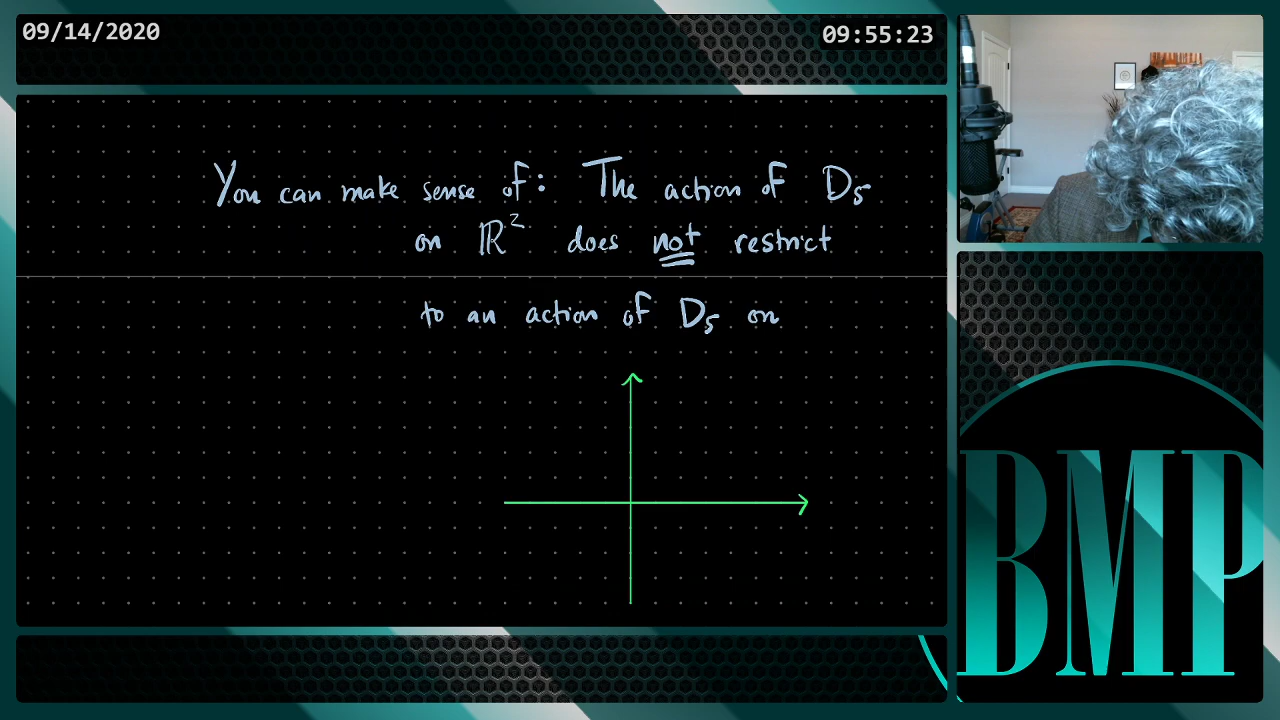 09/14/2020
09:55:23
You can make sense of: The action of D₅
on ℝ² does not restrict
to an action of D₅ on
BMP